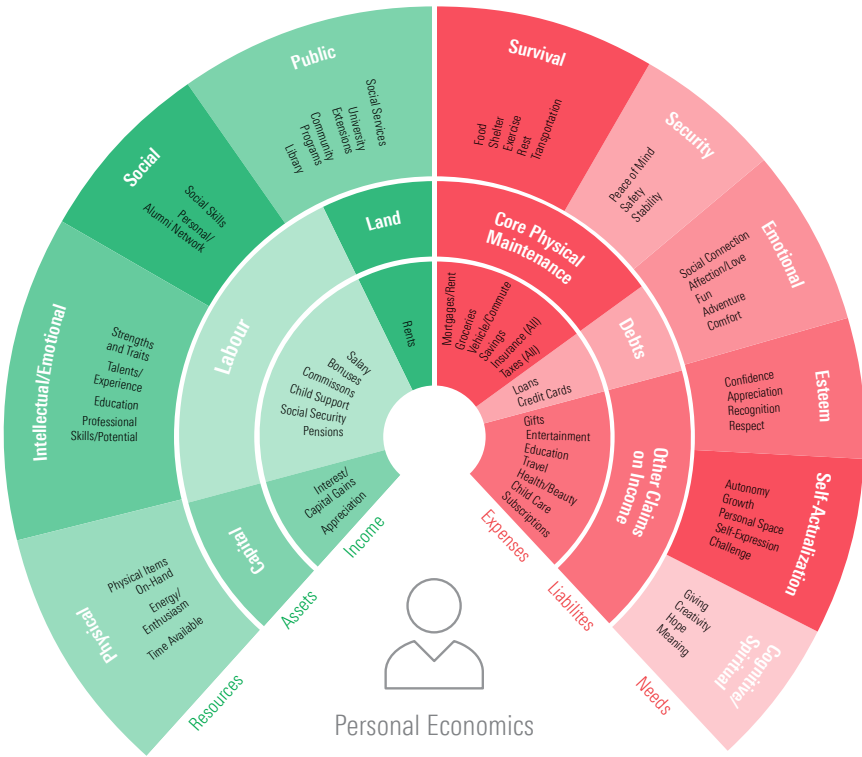 Public
Social Services
University
Extensions
Community
Programs
Library
Social
Social Skills
Personal/
Alumni Network
Intellectual/Emotional
Strengths
and Traits
Talents/
Experience
Education
Professional
Skills/Potential
Physical
Physical Items
On-Hand
Energy/
Enthusiasm
Time Available
Resources
Land
Labour
Capital
Assets
Rents
Salary
Bonuses
Commissons
Child Support
Social Security
Pensions
Interest/
Capital Gains
Appreciation
Income
Survival
Food
Shelter
Exercise
Rest
Transportation
Security
Peace of Mind
Safety
Stability
Emotional
Social Connection
Affection/Love
Fun
Adventure
Comfort
Esteem
Confidence
Appreciation
Recognition
Respect
Self-Actualization
Autonomy
Growth
Personal Space
Self-Expression
Challenge
Cognitive/
Spiritual
Giving
Creativity
Hope
Meaning
Needs
Core Physical
Maintenance
Debts
Other Claims
on Income
Liabilites
Mortgages/Rent
Groceries
Vehicle/Commute
Savings
Insurance (All)
Taxes (All)
Loans
Credit Cards
Gifts
Entertainment
Education
Travel
Health/Beauty
Child Care
Subscriptions
Expenses
Personal Economics